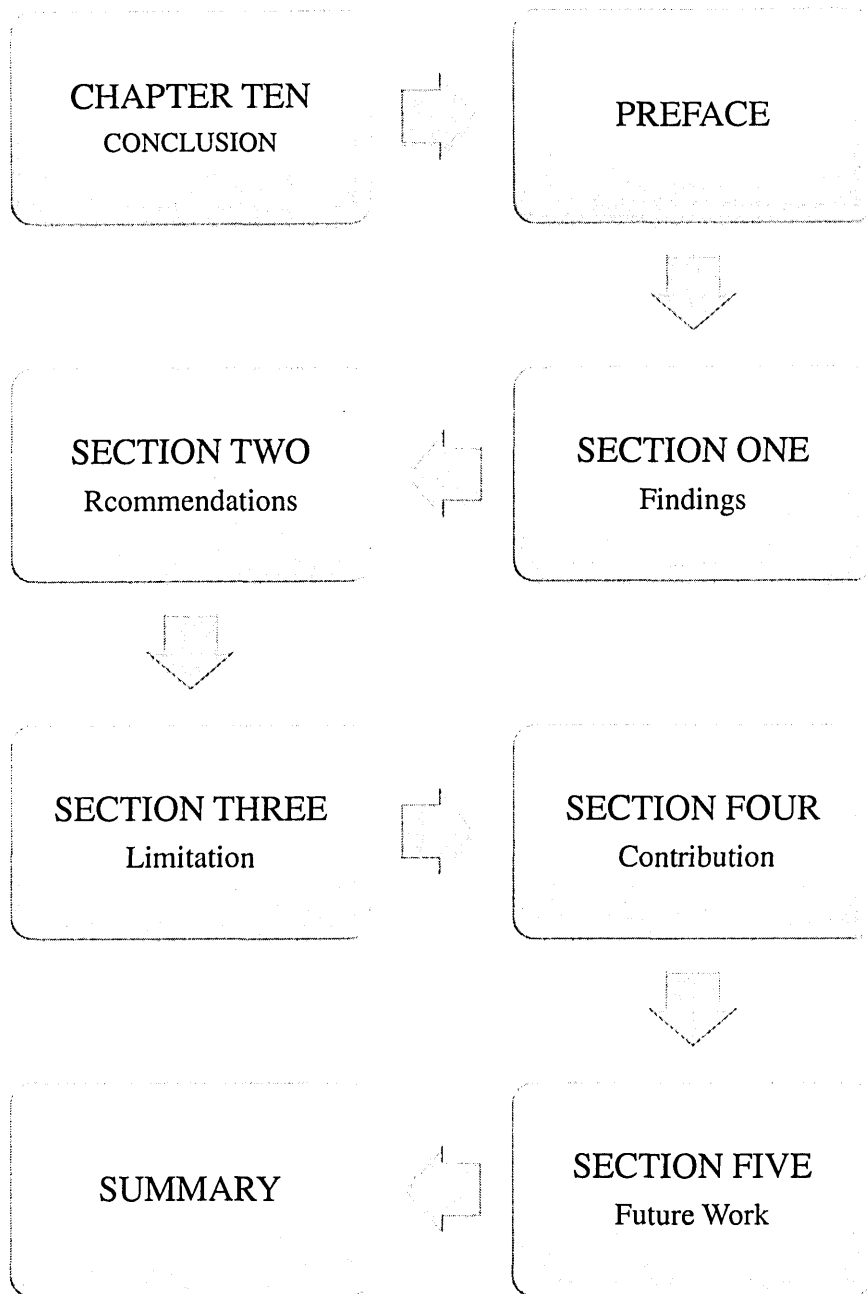 CHAPTER TEN
CONCLUSION
PREFACE
SECTION ONE
Findings
SECTION TWO
Rcommendations
SECTION THREE
Limitation
SECTION FOUR
Contribution
SECTION FIVE
Future Work
SUMMARY